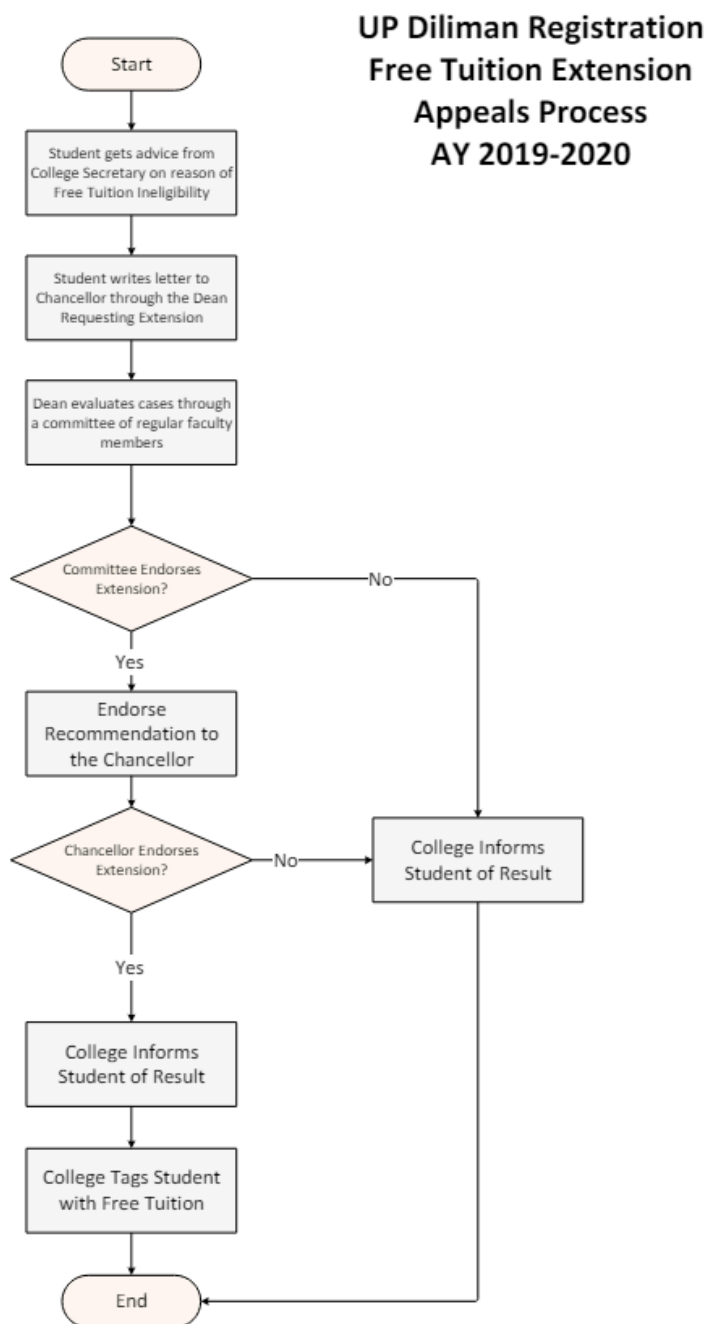 UP Diliman Registration
Free Tuition Extension
Appeals Process
AY 2019-2020
Start
Student gets advice from
College Secretary on reason of
Free Tuition Ineligibility
Student writes letter to
Chancellor through the Dean
Requesting Extension
Dean evaluates cases through
a committee of regular faculty
members
Committee Endorses
Extension?
No
Yes
Endorse
Recommendation to
the Chancellor
Chancellor Endorses
Extension?
No
College Informs
Student of Result
Yes
College Informs
Student of Result
College Tags Student
with Free Tuition
End